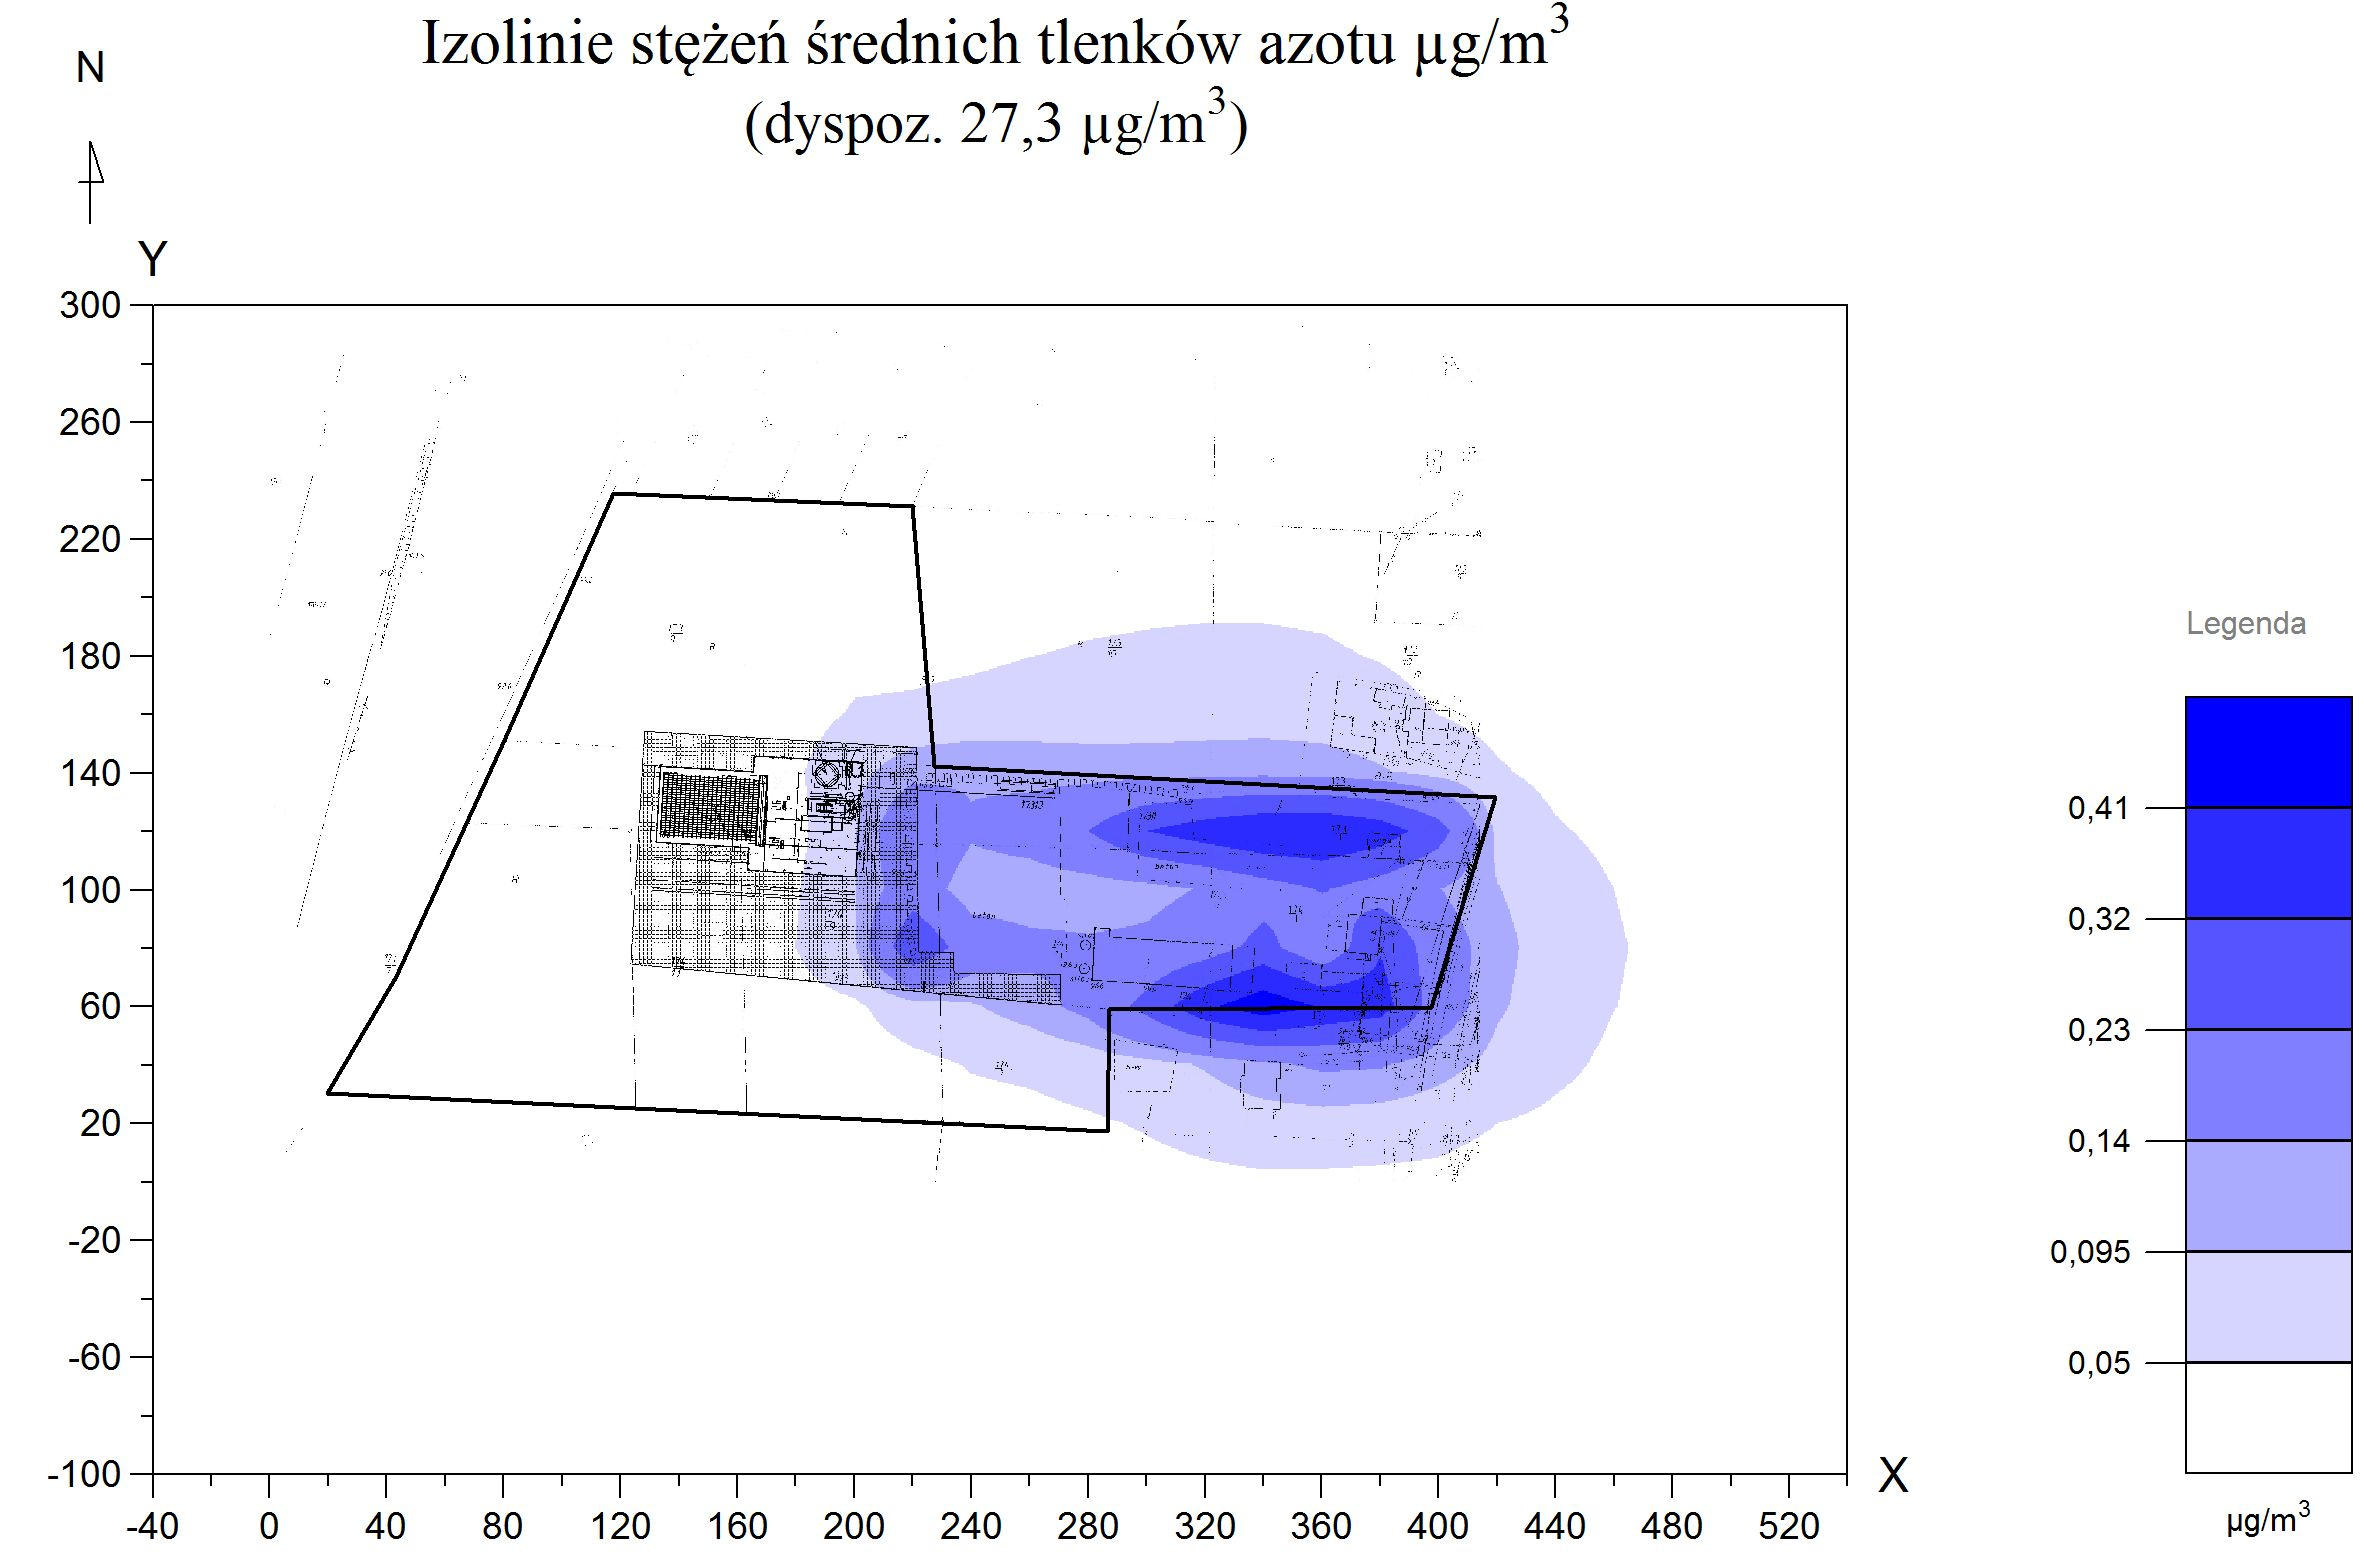 Izolinie stężeń średnich tlenków azotu µg/m³
(dyspoz. 27,3 µg/m³)
N
Y
300
260
220
180
140
100
60
20
-20
-60
-100
-40 0 40 80 120 160 200 240 280 320 360 400 440 480 520
X
beton
beton
Legenda
0,41
0,32
0,23
0,14
0,095
0,05
µg/m³